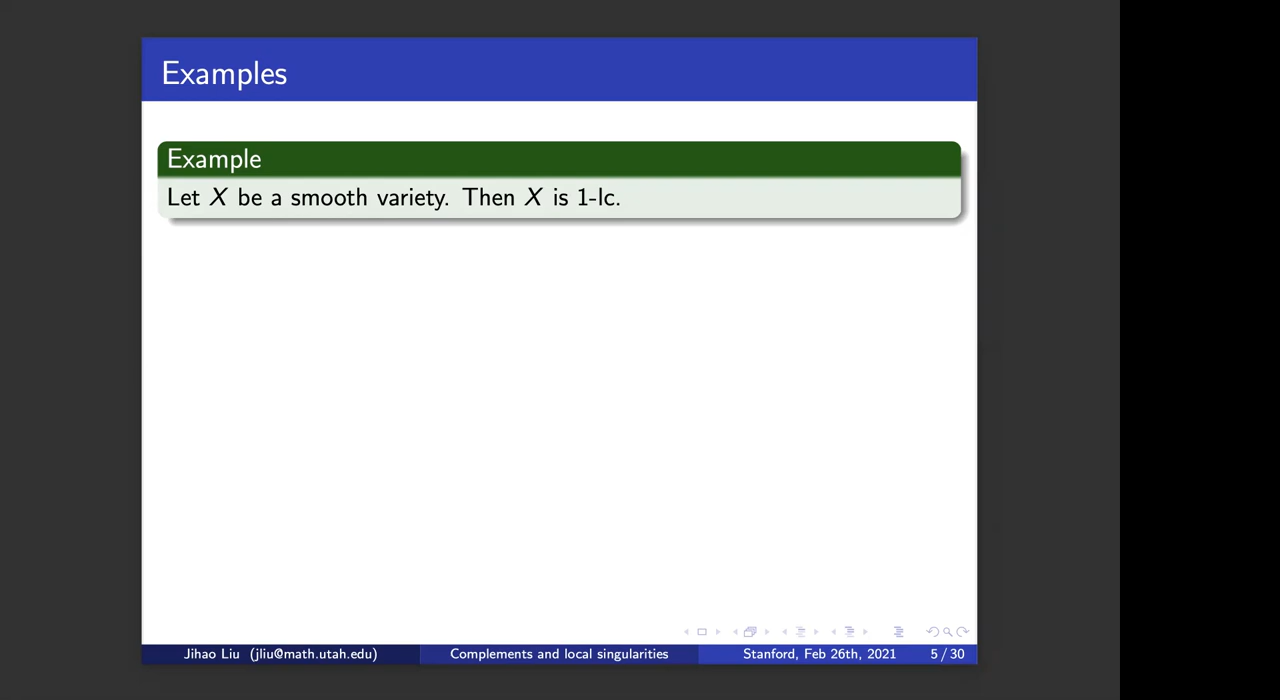 Examples
Example
Let X be a smooth variety. Then X is 1-lc.
Jihao Liu (jliu@math.utah.edu) Complements and local singularities Stanford, Feb 26th, 2021 5 / 30